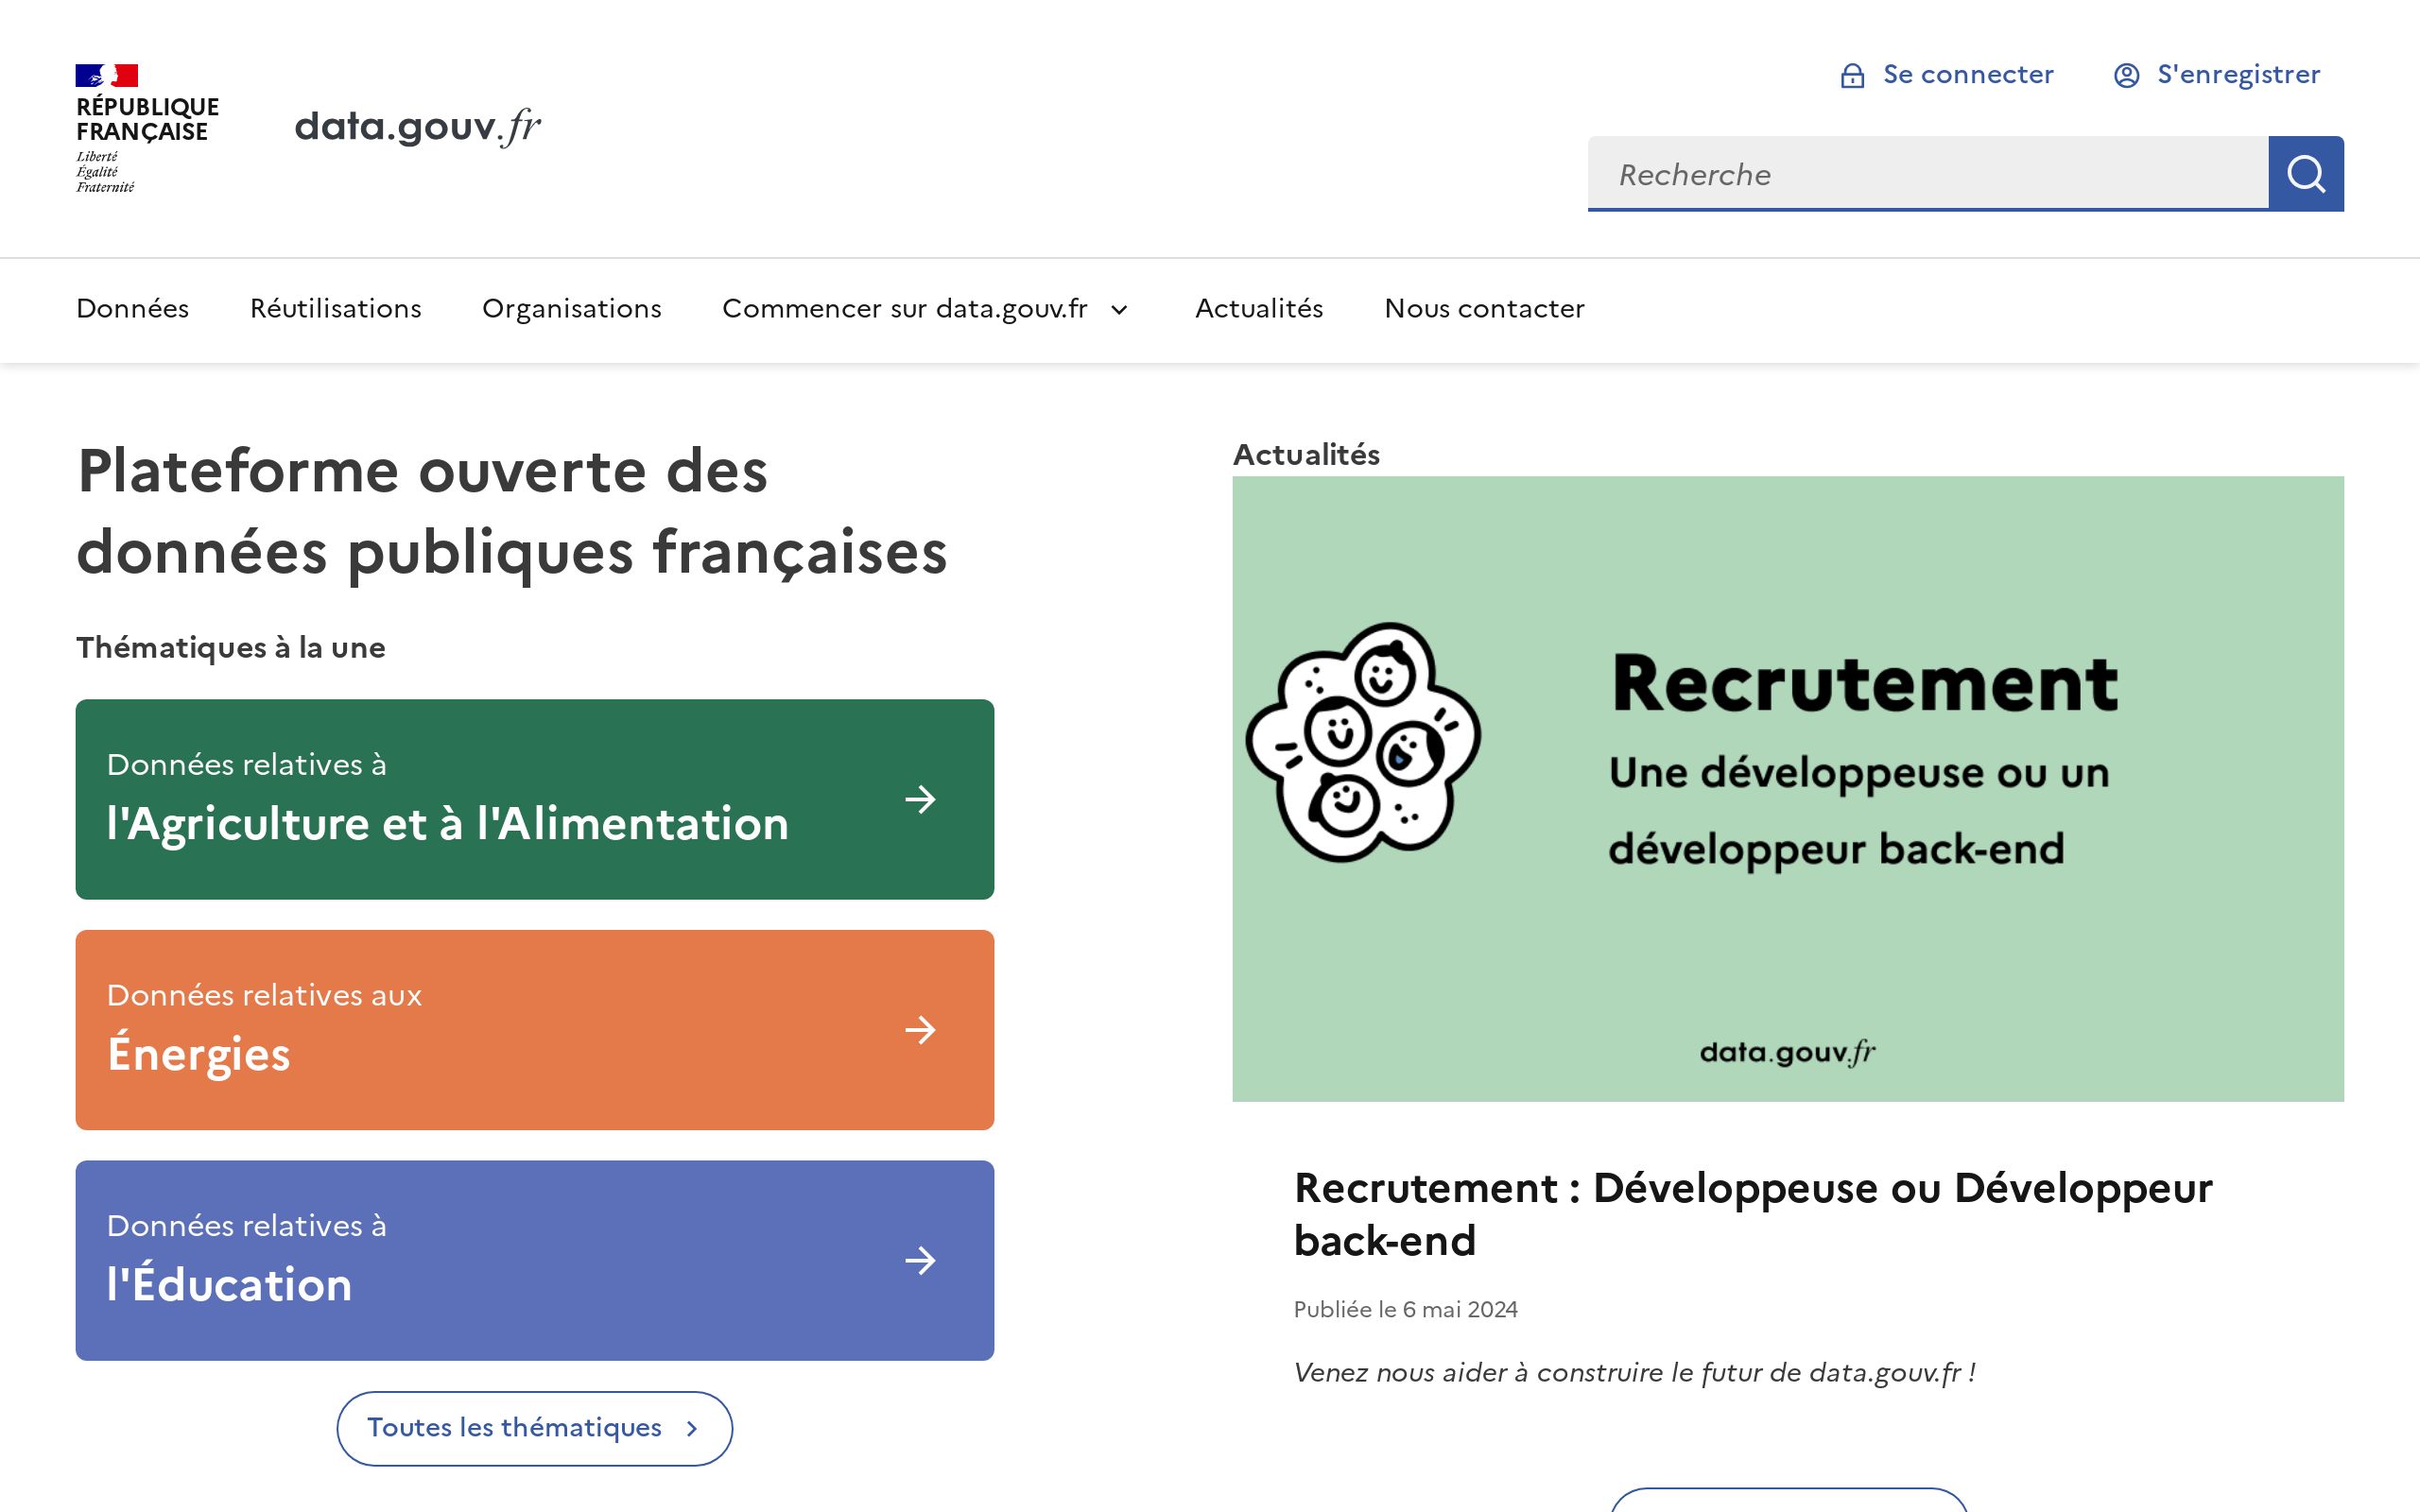 RÉPUBLIQUE
FRANÇAISE
Liberté
Égalité
Fraternité
data.gouv.fr
Se connecter
S'enregistrer
Recherche
Données
Réutilisations
Organisations
Commencer sur data.gouv.fr
Actualités
Nous contacter
Plateforme ouverte des
données publiques françaises
Thématiques à la une
Données relatives à
l'Agriculture et à l'Alimentation
Données relatives aux
Énergies
Données relatives à
l'Éducation
Toutes les thématiques
Actualités
Recrutement
Une développeuse ou un
développeur back-end
data.gouv.fr
Recrutement : Développeuse ou Développeur
back-end
Publiée le 6 mai 2024
Venez nous aider à construire le futur de data.gouv.fr !